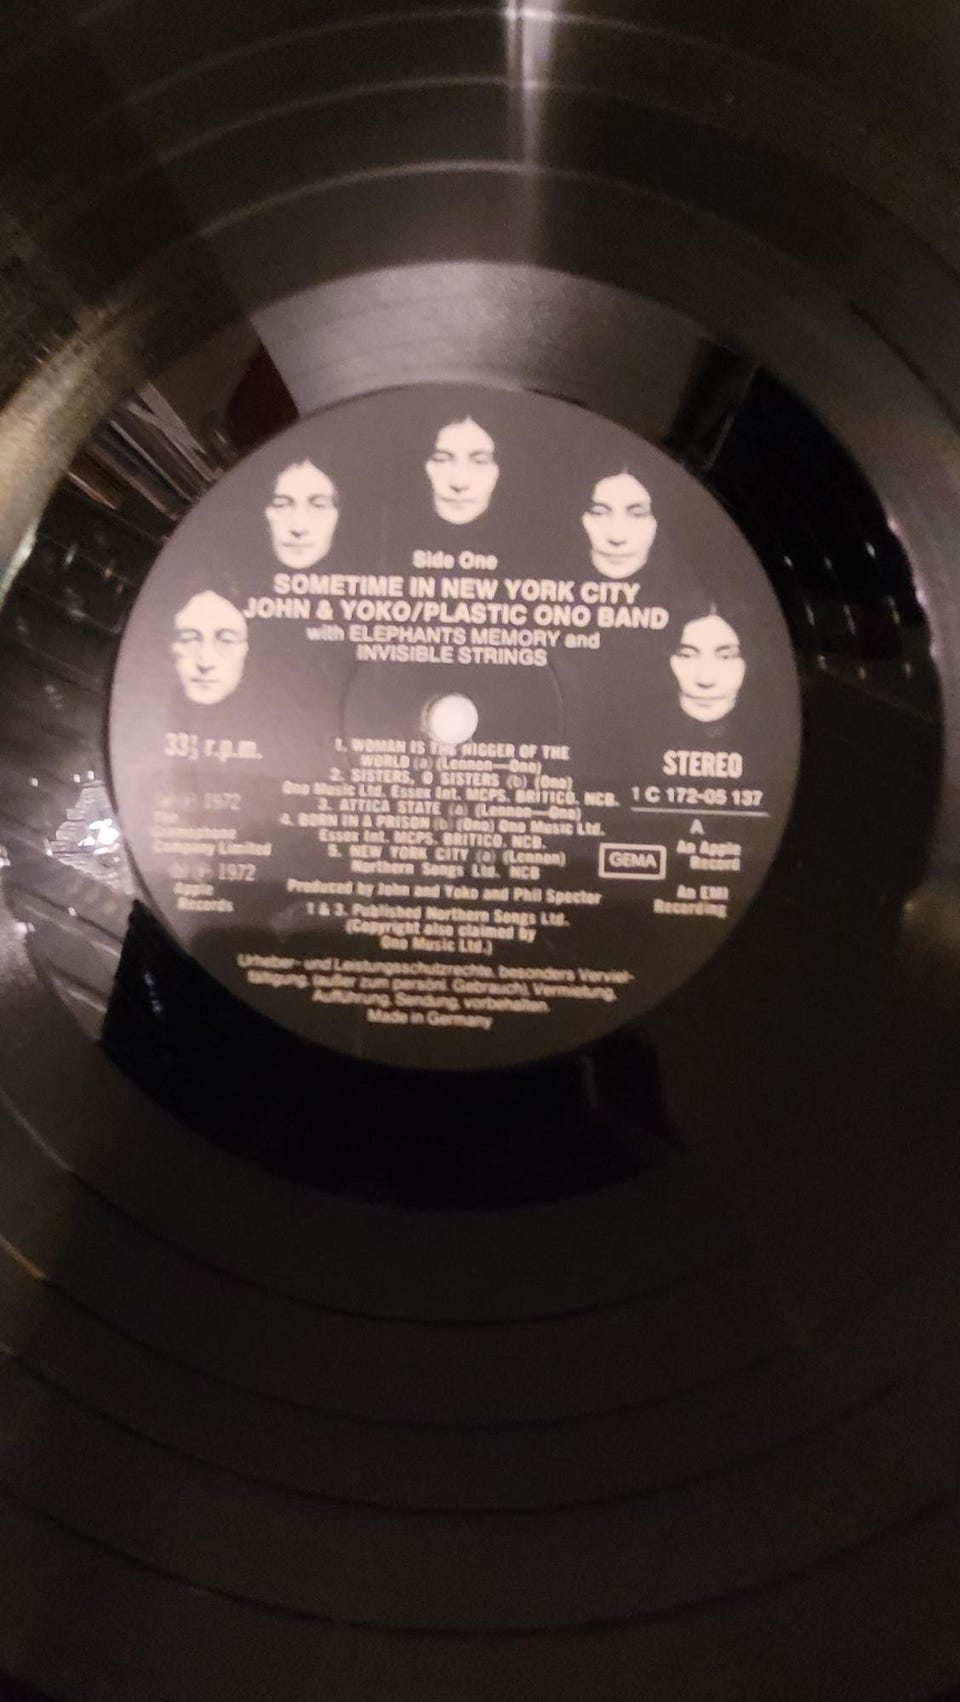 Side One
SOMETIME IN NEW YORK CITY
JOHN & YOKO/PLASTIC ONO BAND
with ELEPHANTS MEMORY and
INVISIBLE STRINGS
33⅓ r.p.m.
1972
The
Gramophone
Company Limited
1972
Apple
Records
1. WOMAN IS THE NIGGER OF THE
WORLD (a) (Lennon—Ono)
2. SISTERS, O SISTERS (b) (Ono)
Ono Music Ltd. Essex Int. MCPS. BRITICO. NCB.
3. ATTICA STATE (a) (Lennon—Ono)
4. BORN IN A PRISON (b) (Ono) Ono Music Ltd.
Essex Int. MCPS. BRITICO. NCB.
5. NEW YORK CITY (a) (Lennon)
Northern Songs Ltd. NCB
Produced by John and Yoko and Phil Spector
1 & 3. Published Northern Songs Ltd.
(Copyright also claimed by
Ono Music Ltd.)
STEREO
1 C 172-05 137
A
An Apple
Record
GEMA
An EMI
Recording
Urheber- und Leistungsschutzrechte, besonders Verviel-
fältigung, (außer zum persönl. Gebrauch), Vermietung,
Aufführung, Sendung, vorbehalten.
Made in Germany